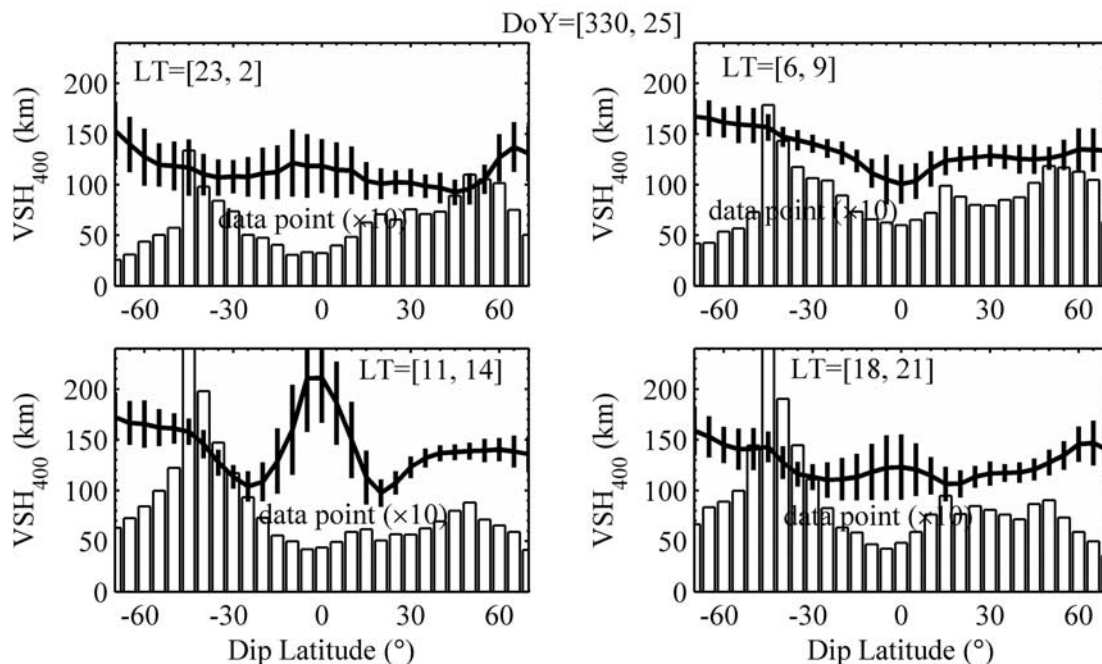 DoY=[330, 25]
LT=[23, 2]
VSH400 (km)
200
150
100
50
0
data point (×10)
-60 -30 0 30 60
LT=[6, 9]
VSH400 (km)
200
150
100
50
0
data point (×10)
-60 -30 0 30 60
LT=[11, 14]
VSH400 (km)
200
150
100
50
0
data point (×10)
-60 -30 0 30 60
Dip Latitude (°)
LT=[18, 21]
VSH400 (km)
200
150
100
50
0
data point (×10)
-60 -30 0 30 60
Dip Latitude (°)